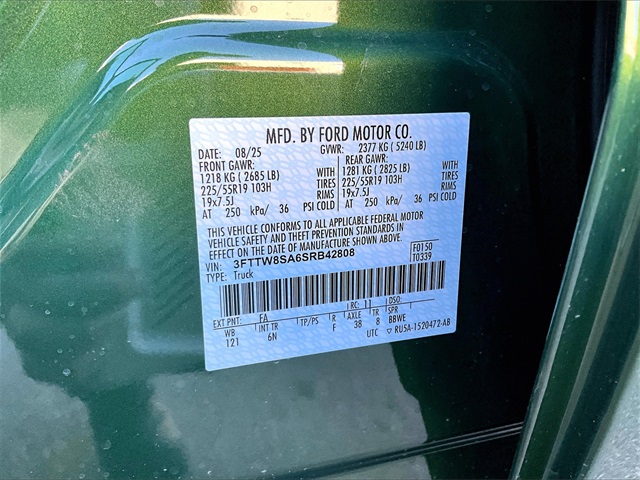 MFD. BY FORD MOTOR CO.
DATE: 08/25 GVWR: 2377 KG ( 5240 LB)
FRONT GAWR: REAR GAWR:
1218 KG ( 2685 LB) WITH 1281 KG ( 2825 LB) WITH
225/55R19 103H TIRES 225/55R19 103H TIRES
19x7.5J RIMS 19x7.5J RIMS
AT 250 kPa/ 36 PSI COLD AT 250 kPa/ 36 PSI COLD
THIS VEHICLE CONFORMS TO ALL APPLICABLE FEDERAL MOTOR
VEHICLE SAFETY AND THEFT PREVENTION STANDARDS IN
EFFECT ON THE DATE OF MANUFACTURE SHOWN ABOVE.
VIN: 3FTTW8SA6SRB42808 F0150
TYPE: Truck T0339
EXT PNT: FA RC: 11 DSO:
WB INT TR TP/PS R AXLE TR SPR
121 6N F 38 8 BBWE
UTC ▽ RU5A-1520472-AB